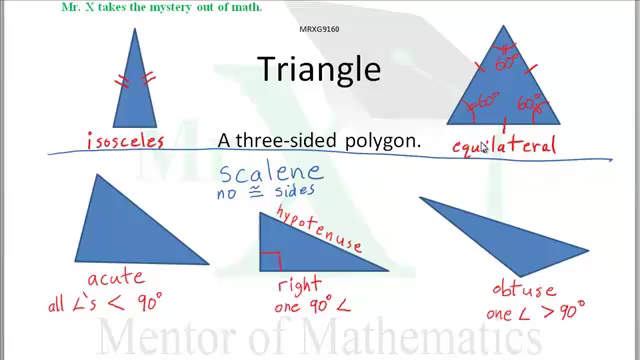 Mr. X takes the mystery out of math.
MRXG9160
Triangle
60°
60° 60°
isosceles
A three-sided polygon.
equilateral
scalene
no ≅ sides
hypotenuse
acute
all ∠'s < 90°
right
one 90° ∠
obtuse
one ∠ > 90°
Mr. X
Mentor of Mathematics